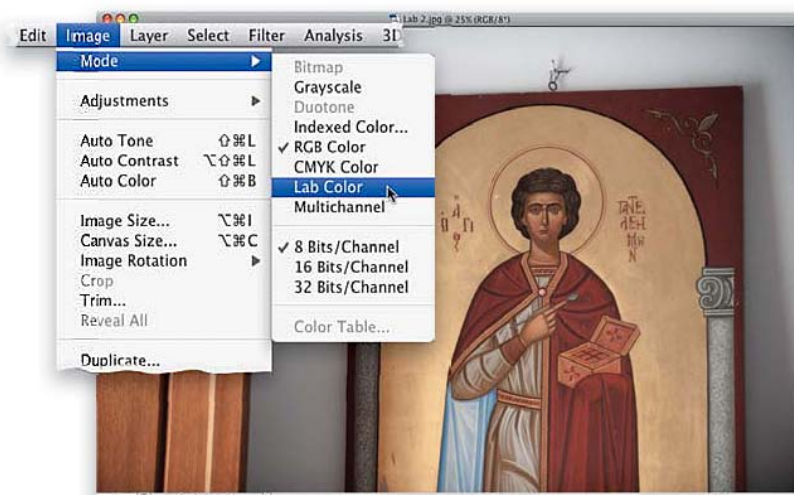 Lab 2.jpg @ 25% (RGB/8*)
Edit Image Layer Select Filter Analysis 3D
Mode
Adjustments
Auto Tone ⇧⌘L
Auto Contrast ⌥⇧⌘L
Auto Color ⇧⌘B
Image Size... ⌥⌘I
Canvas Size... ⌥⌘C
Image Rotation
Crop
Trim...
Reveal All
Duplicate...
Bitmap
Grayscale
Duotone
Indexed Color...
✓ RGB Color
CMYK Color
Lab Color
Multichannel
✓ 8 Bits/Channel
16 Bits/Channel
32 Bits/Channel
Color Table...